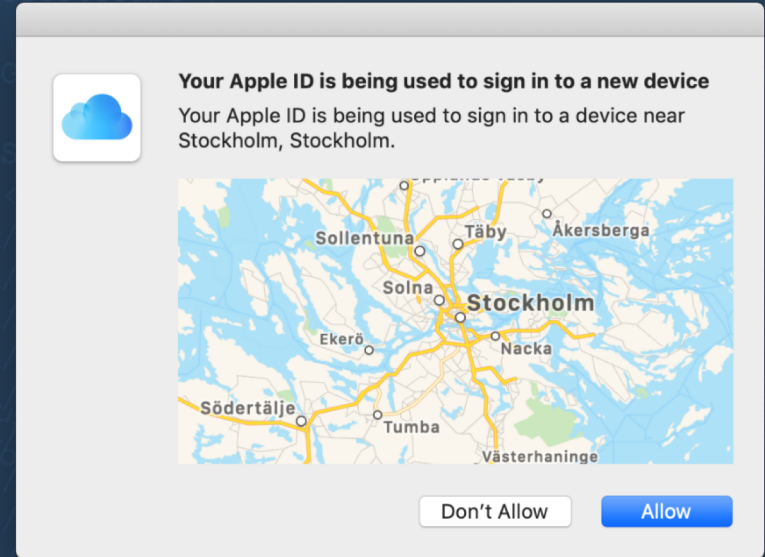 Your Apple ID is being used to sign in to a new device
Your Apple ID is being used to sign in to a device near
Stockholm, Stockholm.
Täby
Åkersberga
Sollentuna
Solna
Stockholm
Ekerö
Nacka
Södertälje
Tumba
Västerhaninge
Don't Allow
Allow